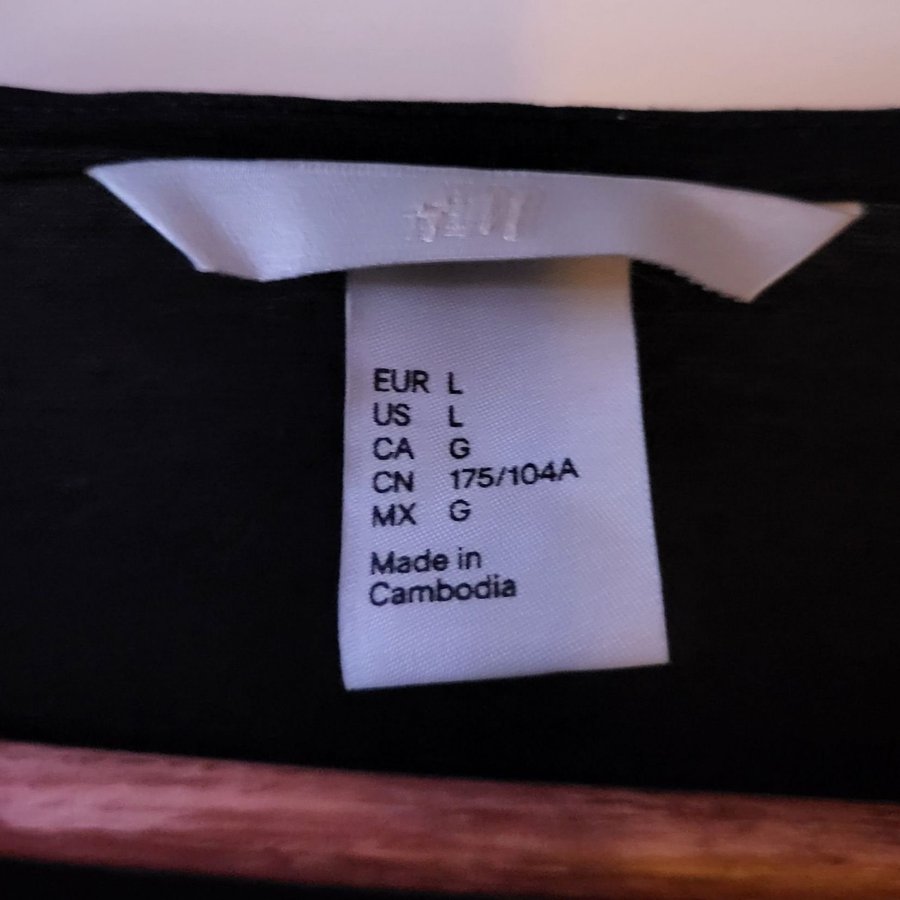 H&M
EUR L
US L
CA G
CN 175/104A
MX G
Made in
Cambodia